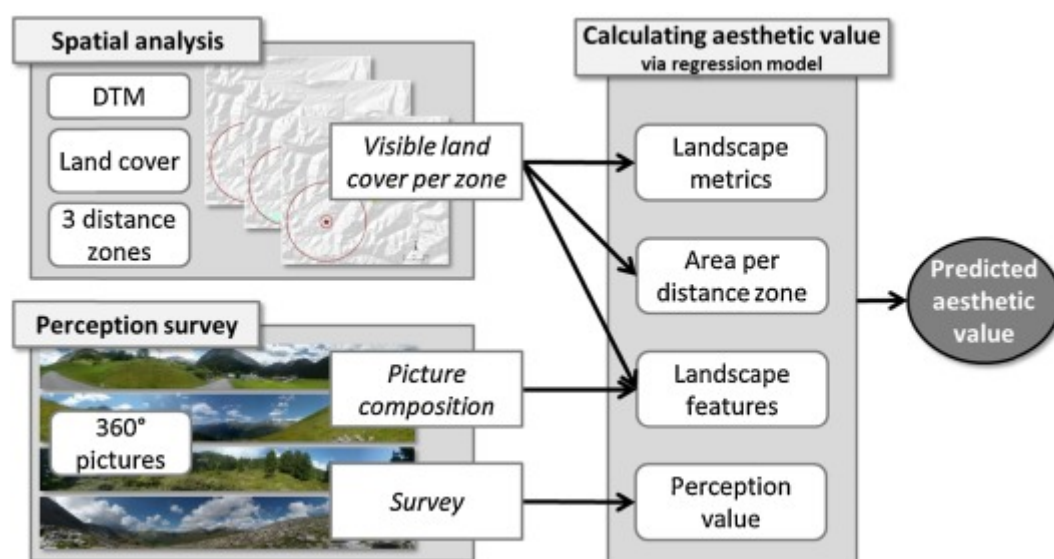 Spatial analysis
DTM
Land cover
3 distance
zones
Visible land
cover per zone
Perception survey
360°
pictures
Picture
composition
Survey
Calculating aesthetic value
via regression model
Landscape
metrics
Area per
distance zone
Landscape
features
Perception
value
Predicted
aesthetic
value